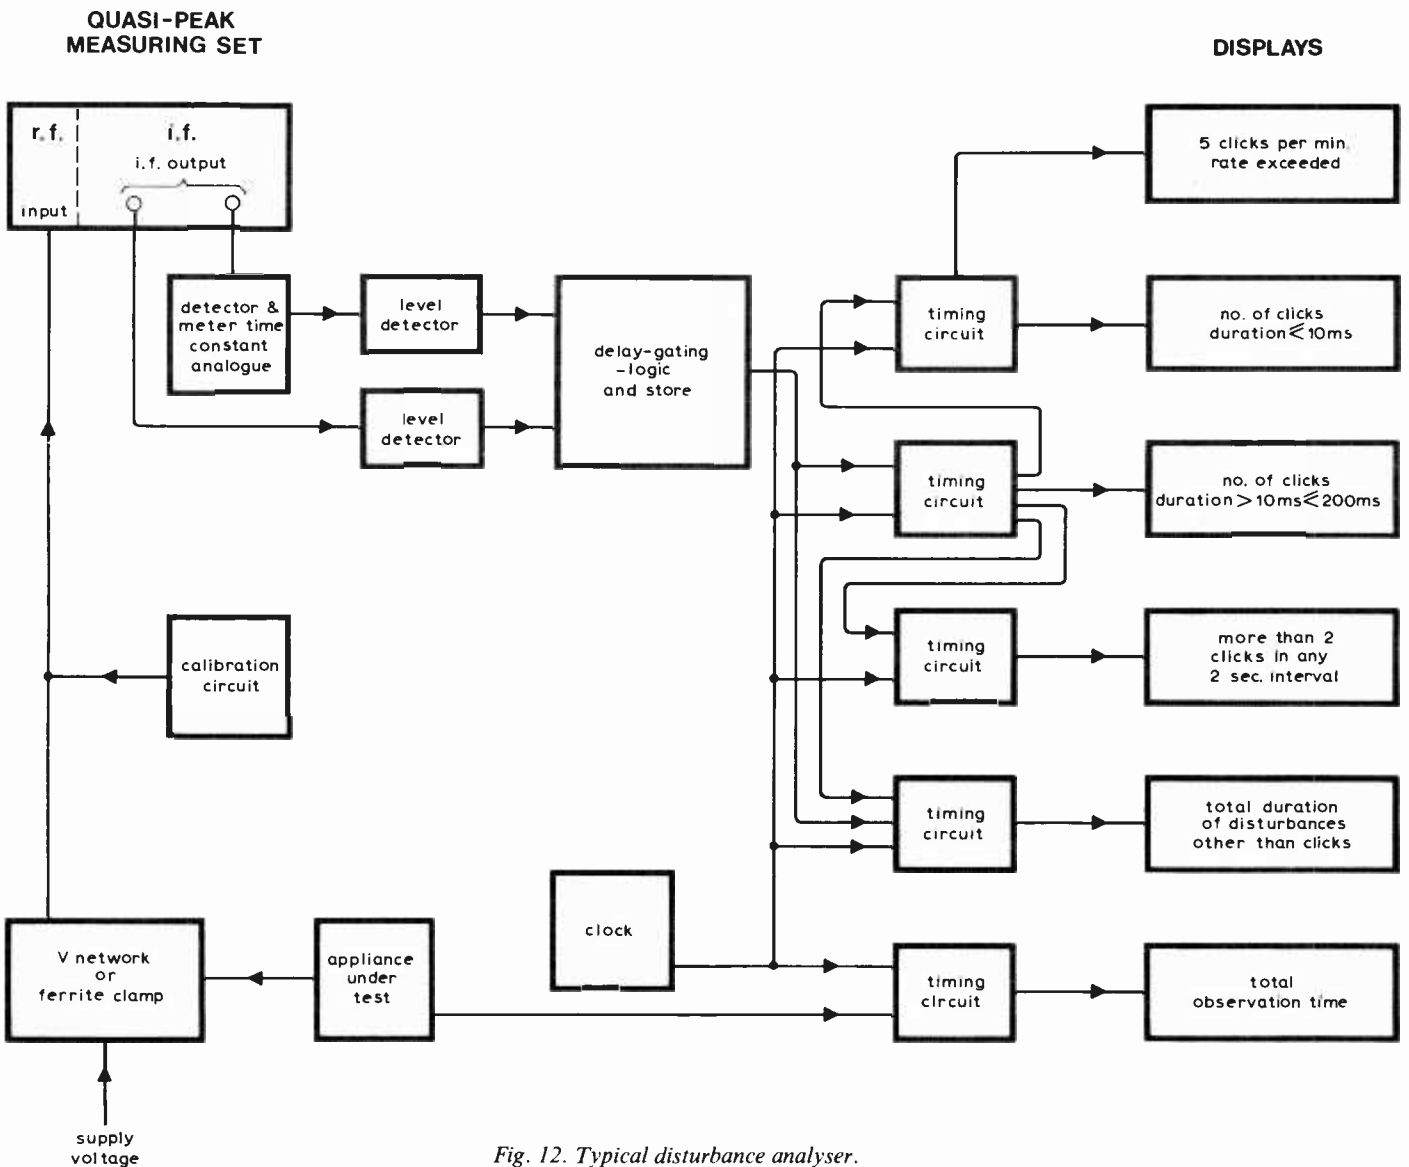 QUASI-PEAK
MEASURING SET
DISPLAYS
r.f.
i.f.
i.f. output
input
5 clicks per min.
rate exceeded
detector &
meter time
constant
analogue
level
detector
level
detector
delay-gating
-logic
and store
timing
circuit
no. of clicks
duration⩽10ms
timing
circuit
no. of clicks
duration>10ms⩽200ms
calibration
circuit
timing
circuit
more than 2
clicks in any
2 sec. interval
timing
circuit
total duration
of disturbances
other than clicks
V network
or
ferrite clamp
appliance
under
test
clock
timing
circuit
total
observation time
supply
voltage
Fig. 12. Typical disturbance analyser.